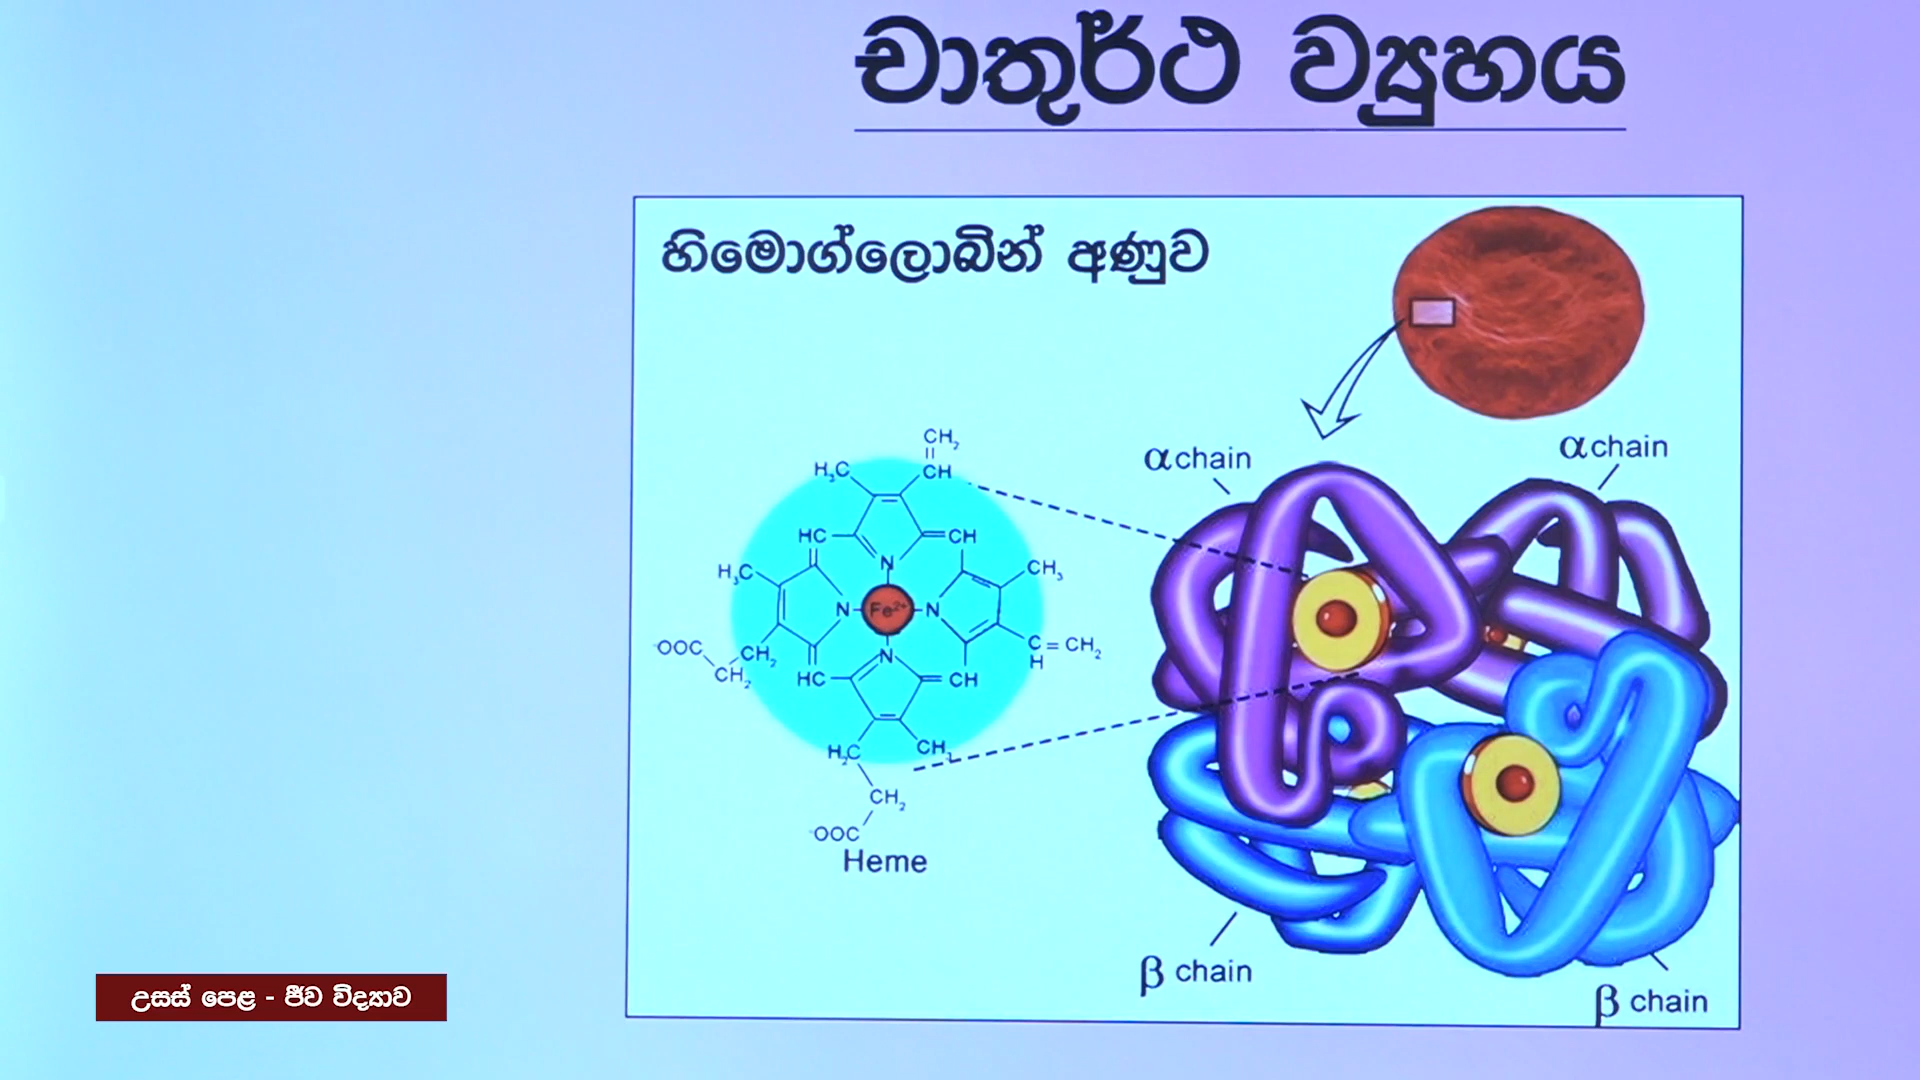 චාතුර්ථ ව්‍යුහය
හිමොග්ලොබින් අණුව
α chain
α chain
CH₂
H₃C
CH
HC
CH
N
H₃C
CH₃
N
Fe²⁺
N
⁻OOC
CH₂
N
C=CH₂
H
CH₂
HC
CH
H₂C
CH₃
CH₂
⁻OOC
Heme
β chain
β chain
උසස් පෙළ - ජීව විද්‍යාව